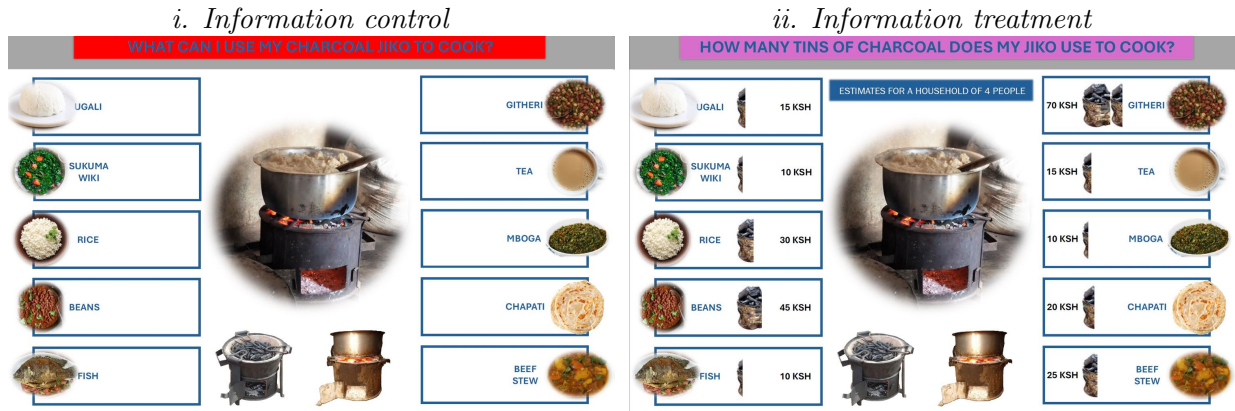 i. Information control
WHAT CAN I USE MY CHARCOAL JIKO TO COOK?
UGALI
SUKUMA
WIKI
RICE
BEANS
FISH
GITHERI
TEA
MBOGA
CHAPATI
BEEF
STEW
ii. Information treatment
HOW MANY TINS OF CHARCOAL DOES MY JIKO USE TO COOK?
ESTIMATES FOR A HOUSEHOLD OF 4 PEOPLE
UGALI 15 KSH
SUKUMA
WIKI 10 KSH
RICE 30 KSH
BEANS 45 KSH
FISH 10 KSH
70 KSH GITHERI
15 KSH TEA
10 KSH MBOGA
20 KSH CHAPATI
25 KSH BEEF
STEW